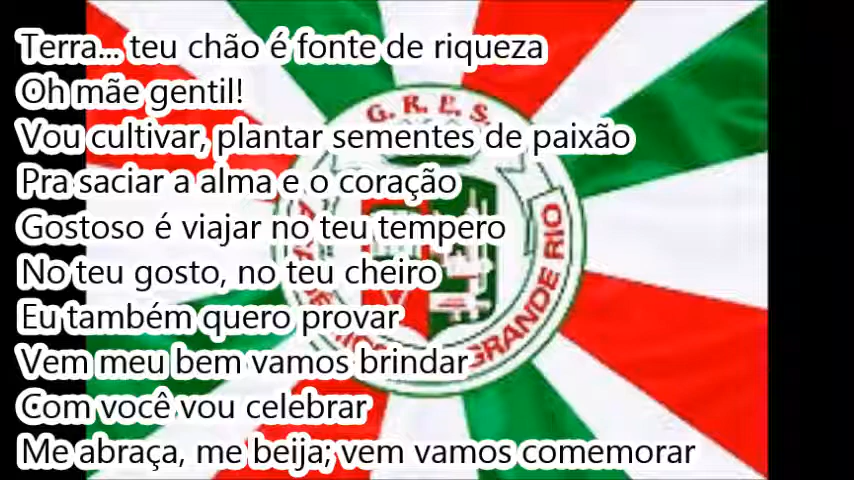 Terra... teu chão é fonte de riqueza
Oh mãe gentil!
Vou cultivar, plantar sementes de paixão
Pra saciar a alma e o coração
Gostoso é viajar no teu tempero
No teu gosto, no teu cheiro
Eu também quero provar
Vem meu bem vamos brindar
Com você vou celebrar
Me abraça, me beija; vem vamos comemorar
G. R. E. S.
GRANDE RIO